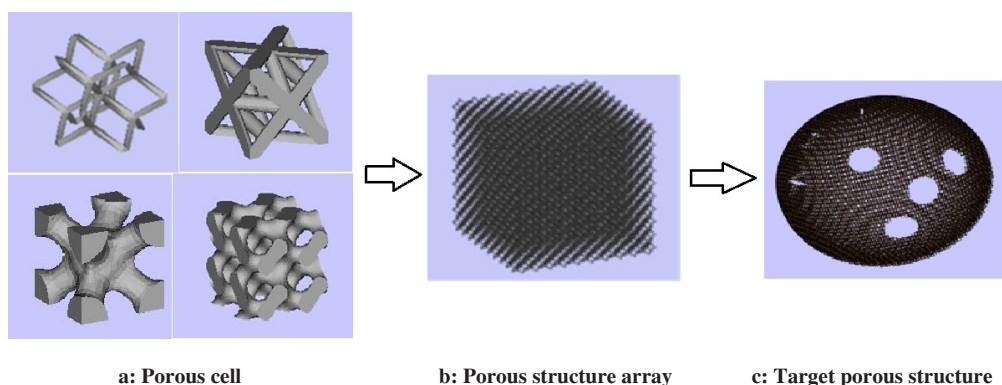 a: Porous cell
b: Porous structure array
c: Target porous structure